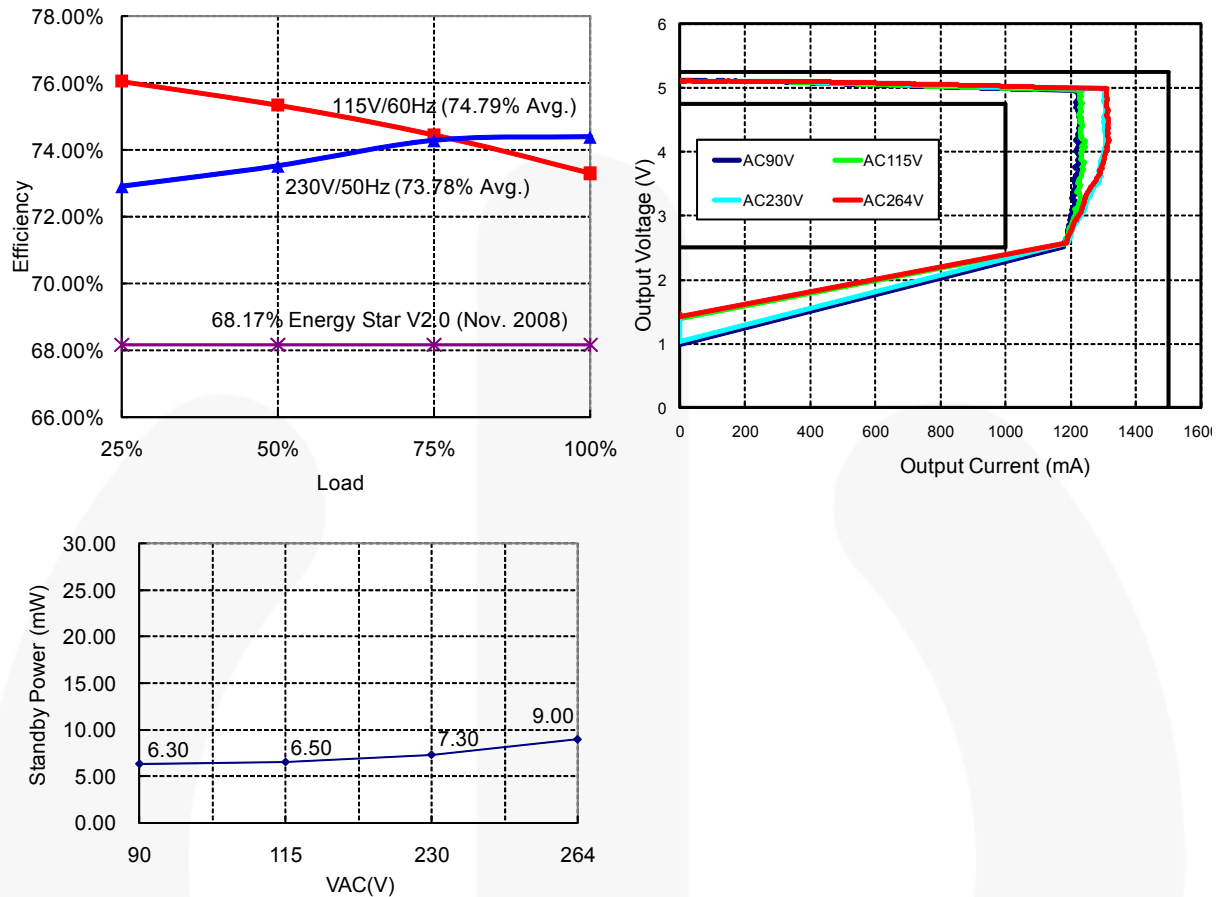 78.00%
76.00%
74.00%
72.00%
70.00%
68.00%
66.00%
Efficiency
115V/60Hz (74.79% Avg.)
230V/50Hz (73.78% Avg.)
68.17% Energy Star V2.0 (Nov. 2008)
25% 50% 75% 100%
Load
6
5
4
3
2
1
0
Output Voltage (V)
AC90V AC115V
AC230V AC264V
0 200 400 600 800 1000 1200 1400 1600
Output Current (mA)
30.00
25.00
20.00
15.00
10.00
5.00
0.00
Standby Power (mW)
6.30 6.50 7.30 9.00
90 115 230 264
VAC(V)